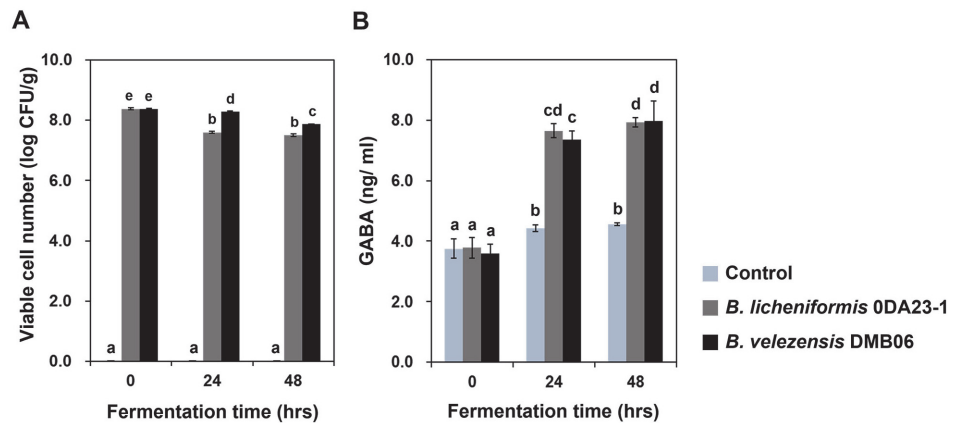 A
Viable cell number (log CFU/g)
10.0
8.0
6.0
4.0
2.0
0.0
e e
b d
b c
a a a
0 24 48
Fermentation time (hrs)
B
GABA (ng/ ml)
10.0
8.0
6.0
4.0
2.0
0.0
a a a
b cd c
b d d
0 24 48
Fermentation time (hrs)
Control
B. licheniformis 0DA23-1
B. velezensis DMB06